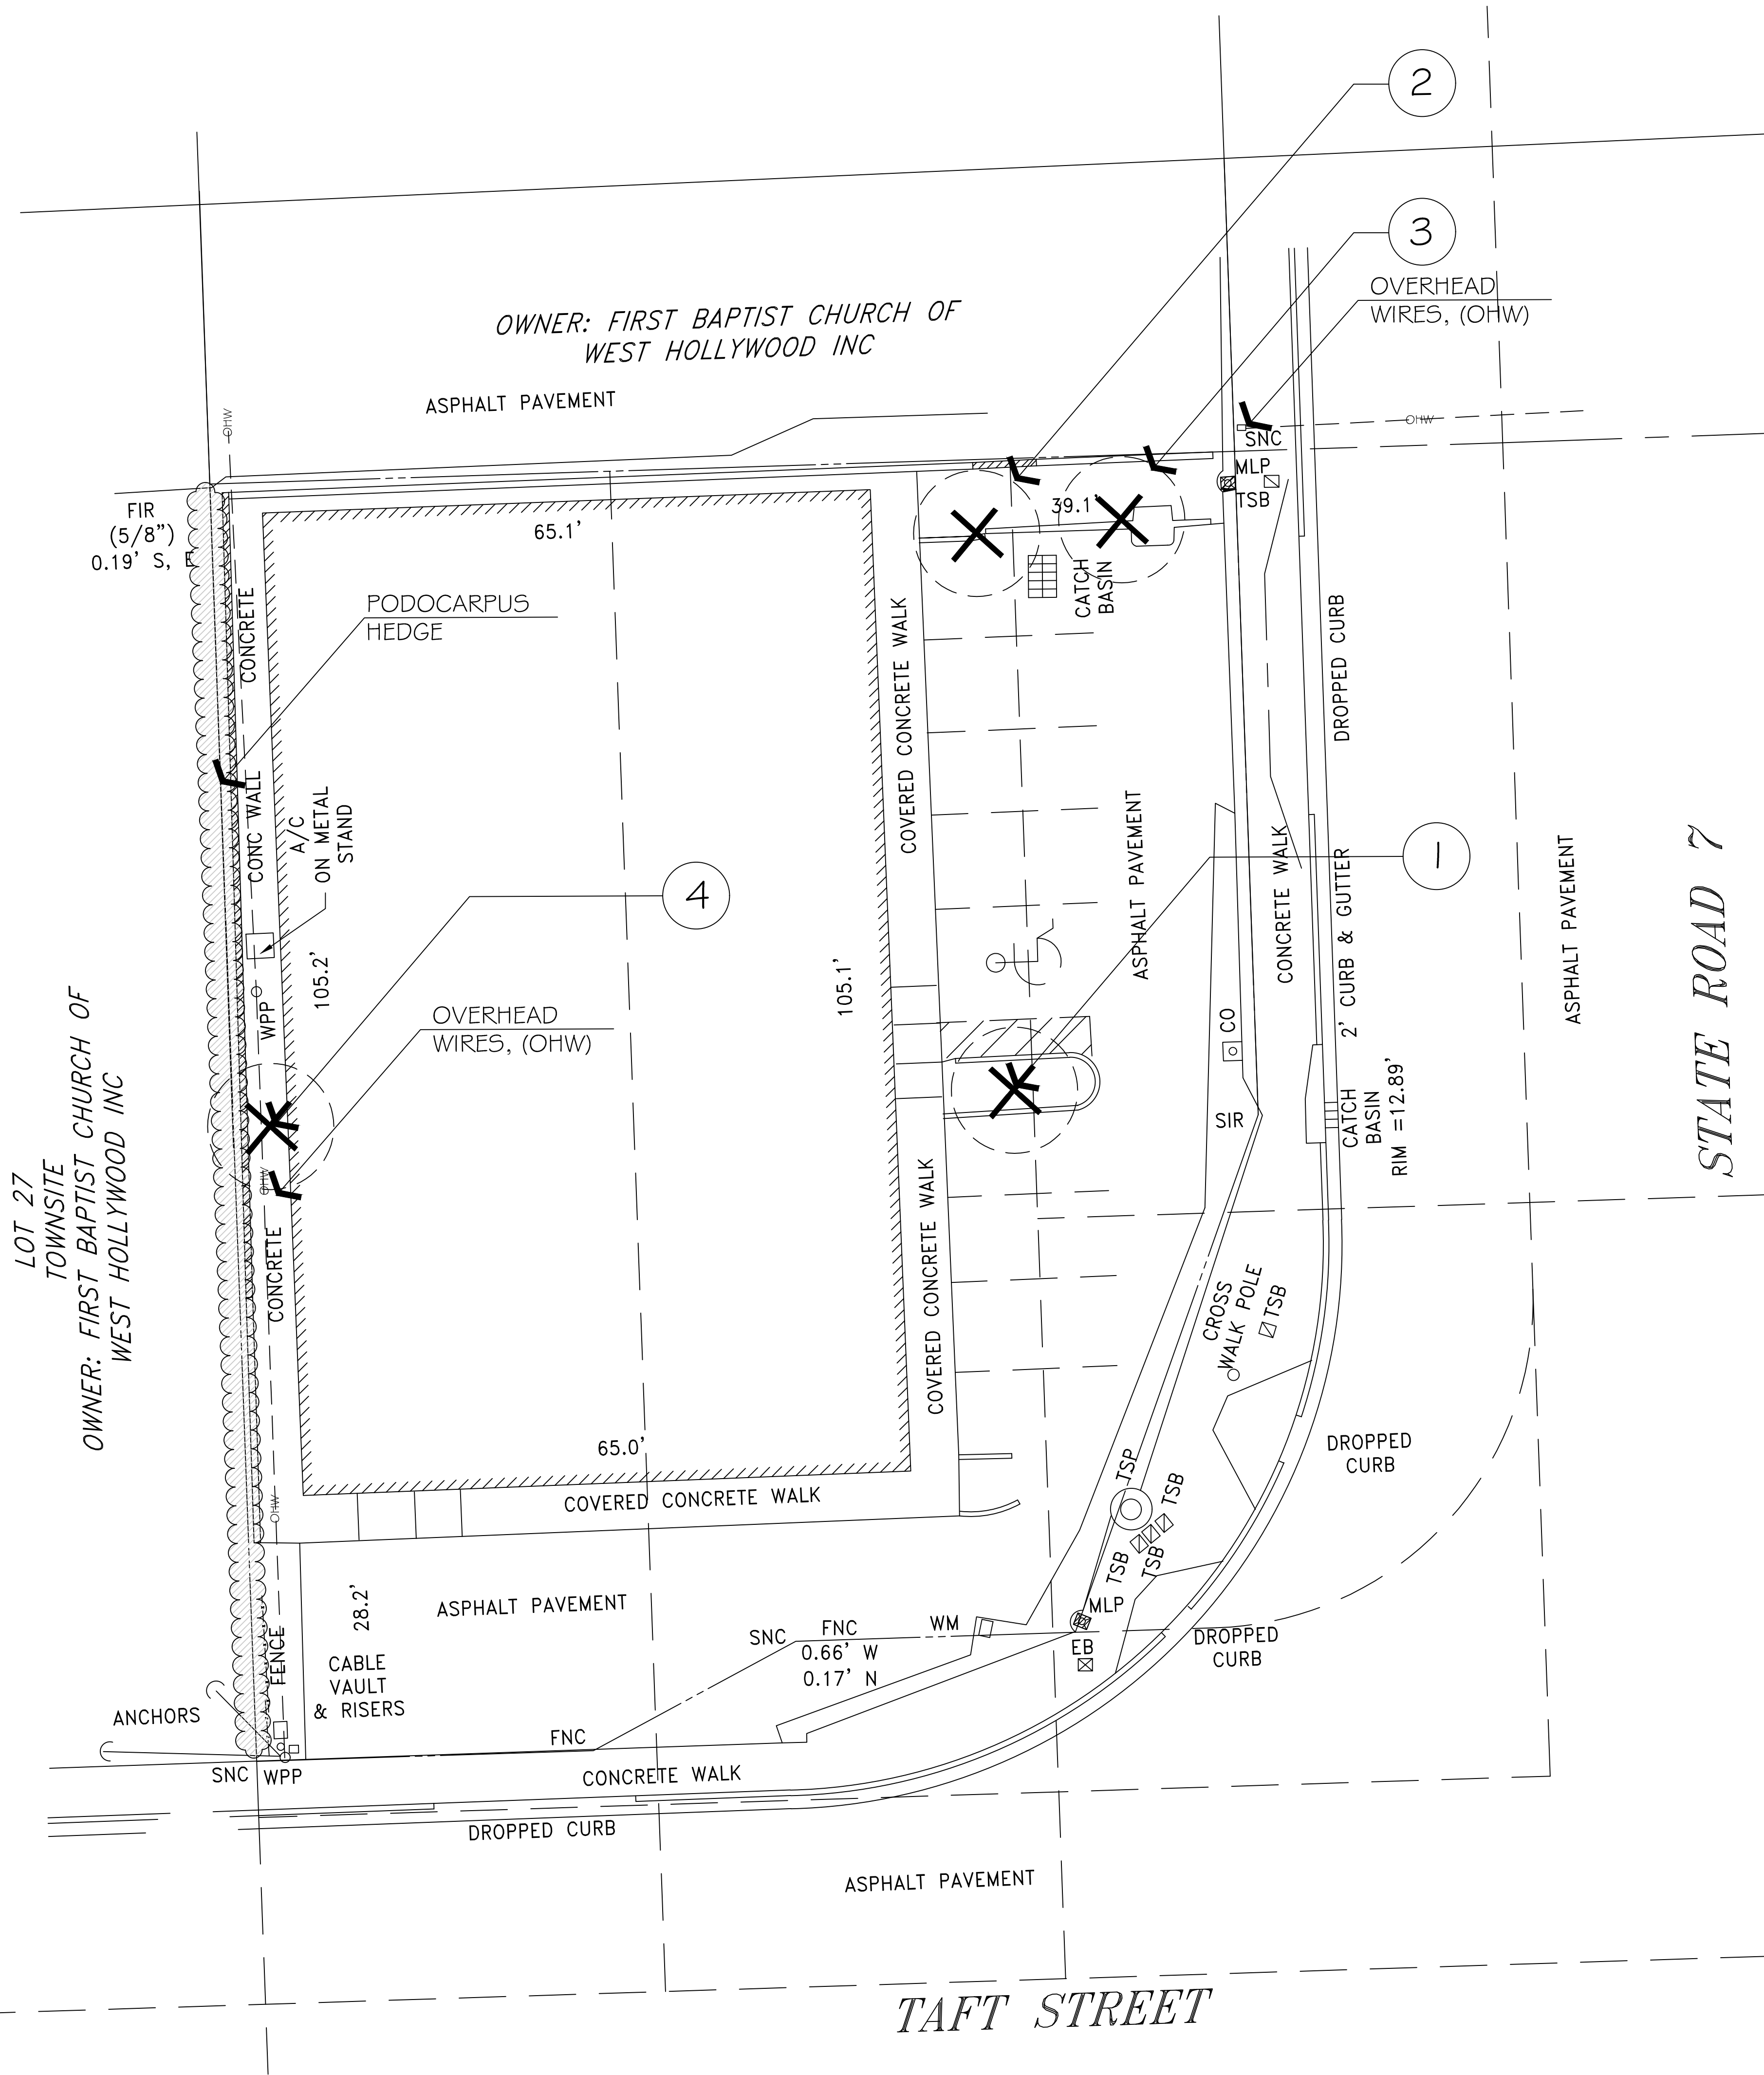 2
3
OVERHEAD
WIRES, (OHW)
OWNER: FIRST BAPTIST CHURCH OF
WEST HOLLYWOOD INC
ASPHALT PAVEMENT
OHW
OHW
SNC
MLP
TSB
FIR
(5/8")
0.19' S, E
65.1'
39.1'
CATCH
BASIN
PODOCARPUS
HEDGE
CONCRETE
COVERED CONCRETE WALK
DROPPED CURB
CONC WALL
A/C
ON METAL
STAND
ASPHALT PAVEMENT
CONCRETE WALK
2' CURB & GUTTER
ASPHALT PAVEMENT
STATE ROAD 7
1
4
105.2'
105.1'
WPP
OVERHEAD
WIRES, (OHW)
CO
SIR
CATCH
BASIN
RIM =12.89'
LOT 27
TOWNSITE
OWNER: FIRST BAPTIST CHURCH OF
WEST HOLLYWOOD INC
OHW
CONCRETE
COVERED CONCRETE WALK
CROSS
WALK POLE
TSB
65.0'
DROPPED
CURB
OHW
COVERED CONCRETE WALK
TSP
TSB
TSB
TSB
28.2'
ASPHALT PAVEMENT
MLP
SNC
FNC
0.66' W
0.17' N
WM
EB
DROPPED
CURB
FENCE
CABLE
VAULT
& RISERS
ANCHORS
FNC
SNC
WPP
CONCRETE WALK
DROPPED CURB
ASPHALT PAVEMENT
TAFT STREET